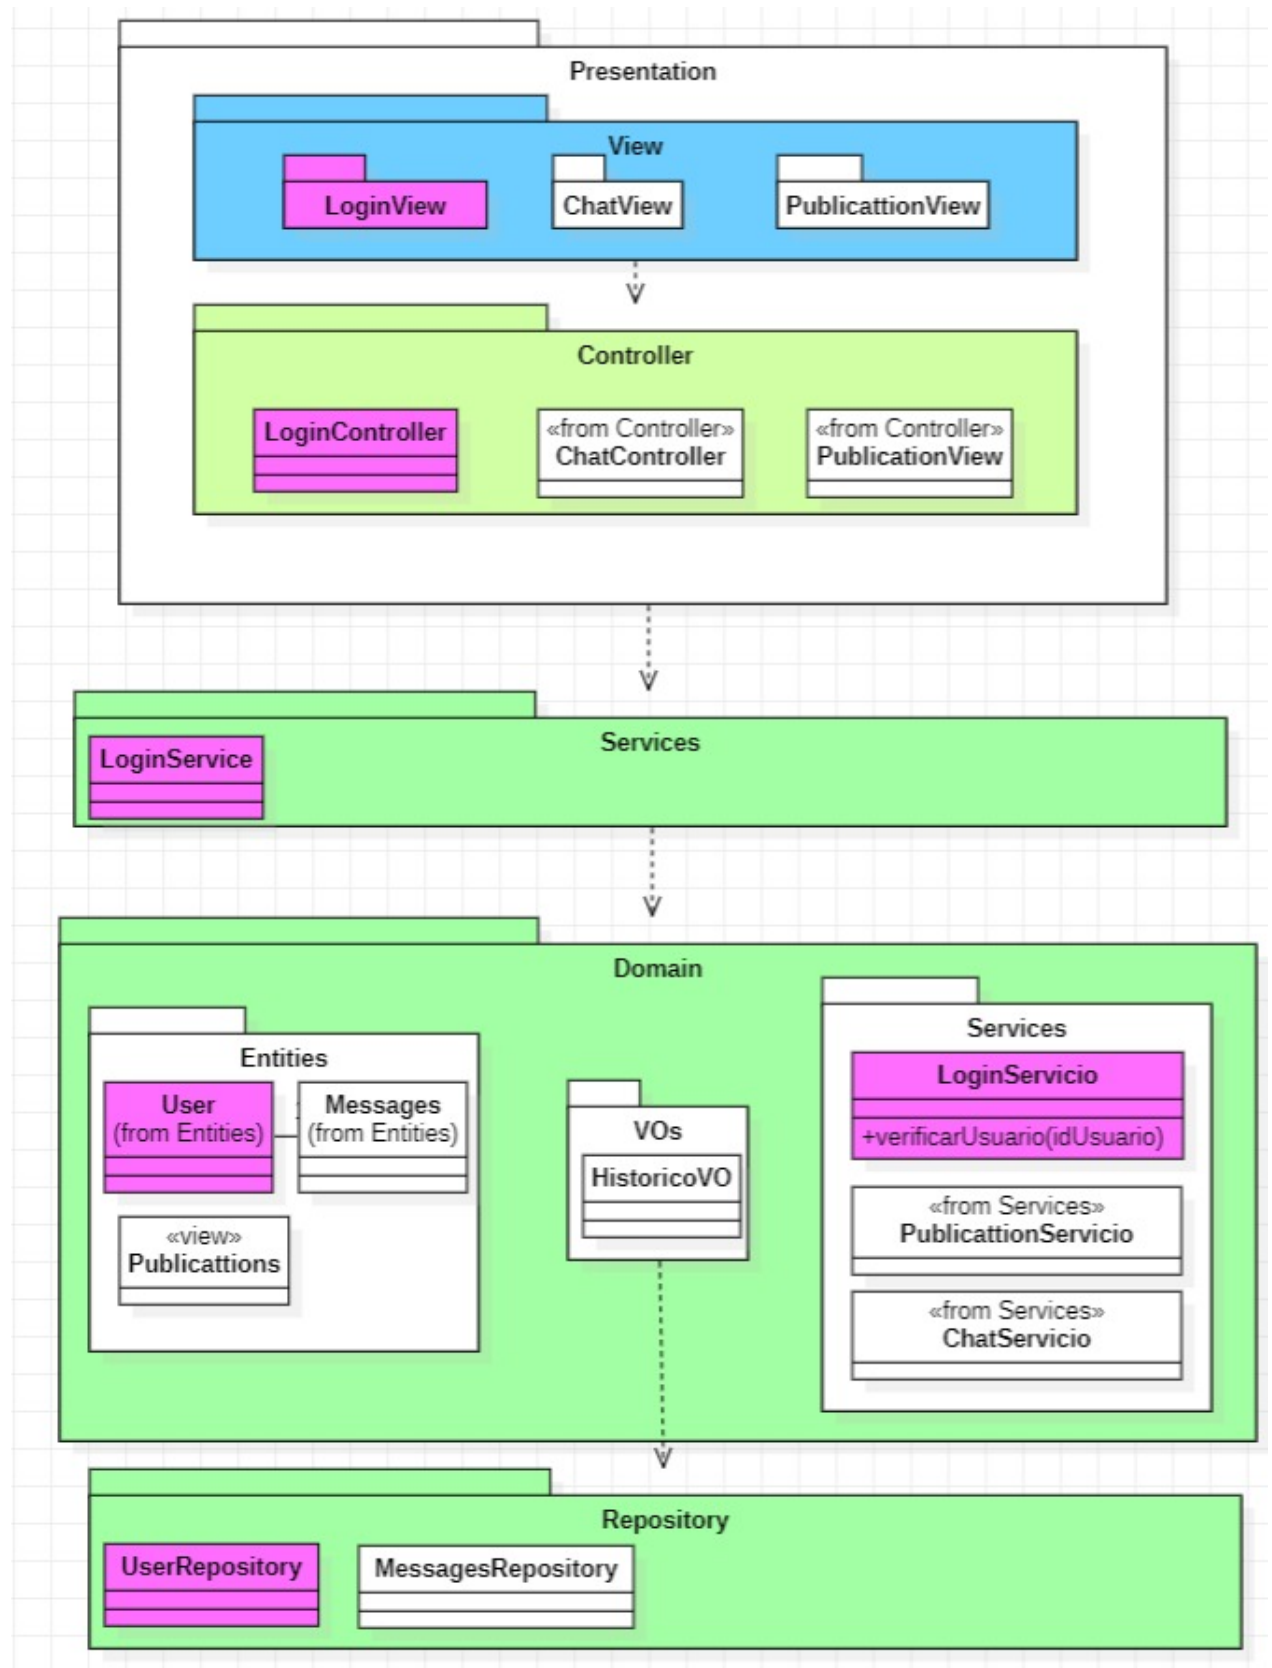 Presentation
View
LoginView
ChatView
PublicattionView
Controller
LoginController
«from Controller»
ChatController
«from Controller»
PublicationView
Services
LoginService
Domain
Entities
User
(from Entities)
Messages
(from Entities)
«view»
Publicattions
VOs
HistoricoVO
Services
LoginServicio
+verificarUsuario(idUsuario)
«from Services»
PublicattionServicio
«from Services»
ChatServicio
Repository
UserRepository
MessagesRepository